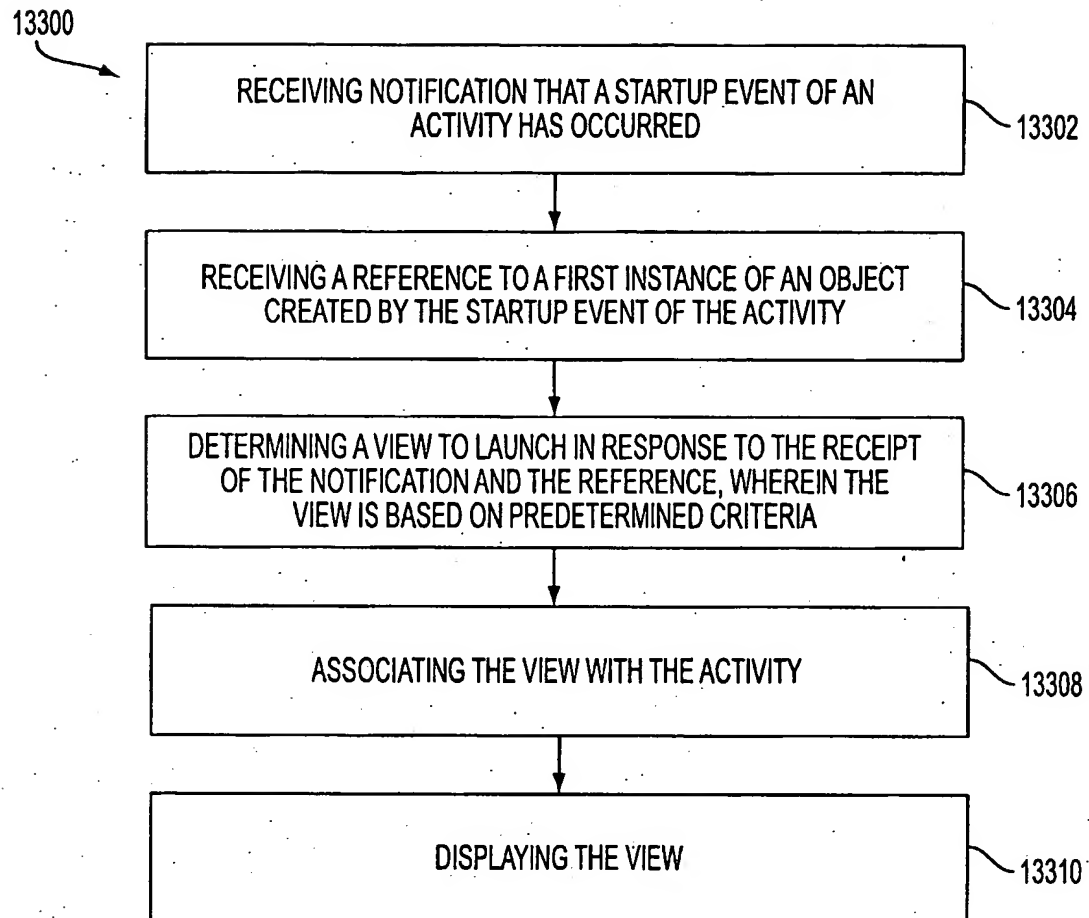 13300
RECEIVING NOTIFICATION THAT A STARTUP EVENT OF AN
ACTIVITY HAS OCCURRED
13302
RECEIVING A REFERENCE TO A FIRST INSTANCE OF AN OBJECT
CREATED BY THE STARTUP EVENT OF THE ACTIVITY
13304
DETERMINING A VIEW TO LAUNCH IN RESPONSE TO THE RECEIPT
OF THE NOTIFICATION AND THE REFERENCE, WHEREIN THE
VIEW IS BASED ON PREDETERMINED CRITERIA
13306
ASSOCIATING THE VIEW WITH THE ACTIVITY
13308
DISPLAYING THE VIEW
13310